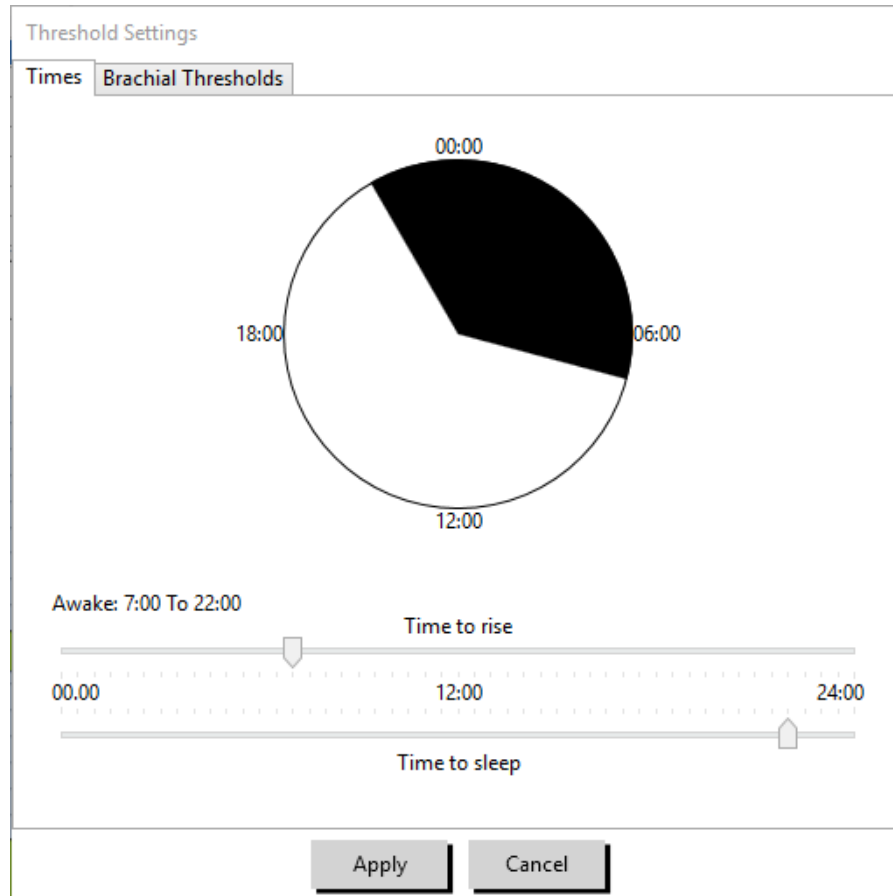 Threshold Settings
Times
Brachial Thresholds
00:00
18:00
06:00
12:00
Awake: 7:00 To 22:00
Time to rise
00.00
12:00
24:00
Time to sleep
Apply
Cancel